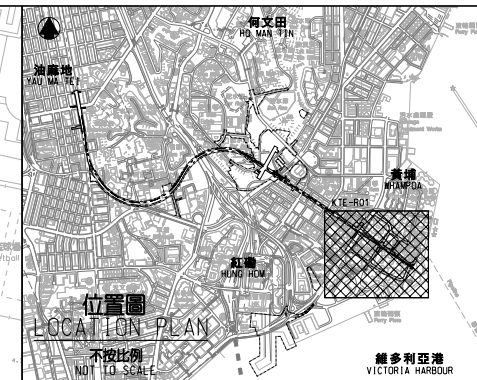 何文田
HO MAN TIN
油麻地
YAU MA TEI
黃埔
WHAMPOA
KTE-R01
紅磡
HUNG HOM
位置圖
LOCATION PLAN
不按比例
NOT TO SCALE
維多利亞港
VICTORIA HARBOUR